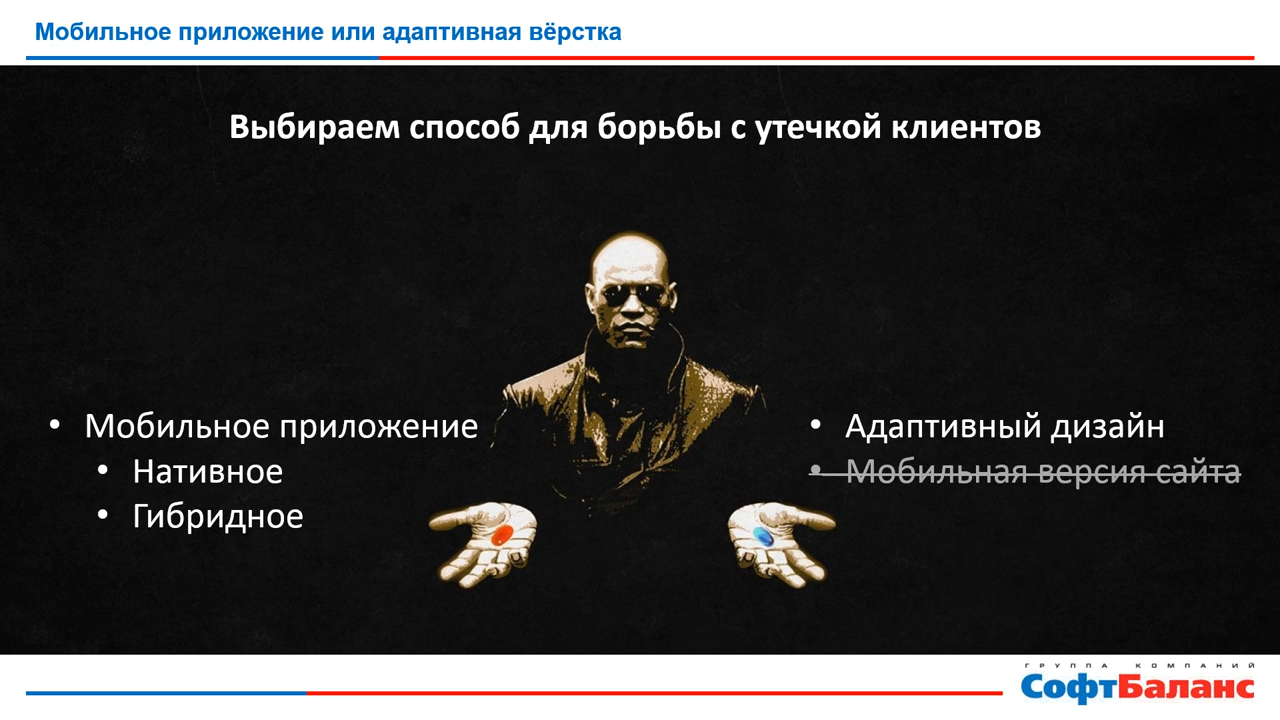 Мобильное приложение или адаптивная вёрстка
Выбираем способ для борьбы с утечкой клиентов
• Мобильное приложение
• Нативное
• Гибридное
• Адаптивный дизайн
• Мобильная версия сайта
ГРУППА КОМПАНИЙ
СофтБаланс